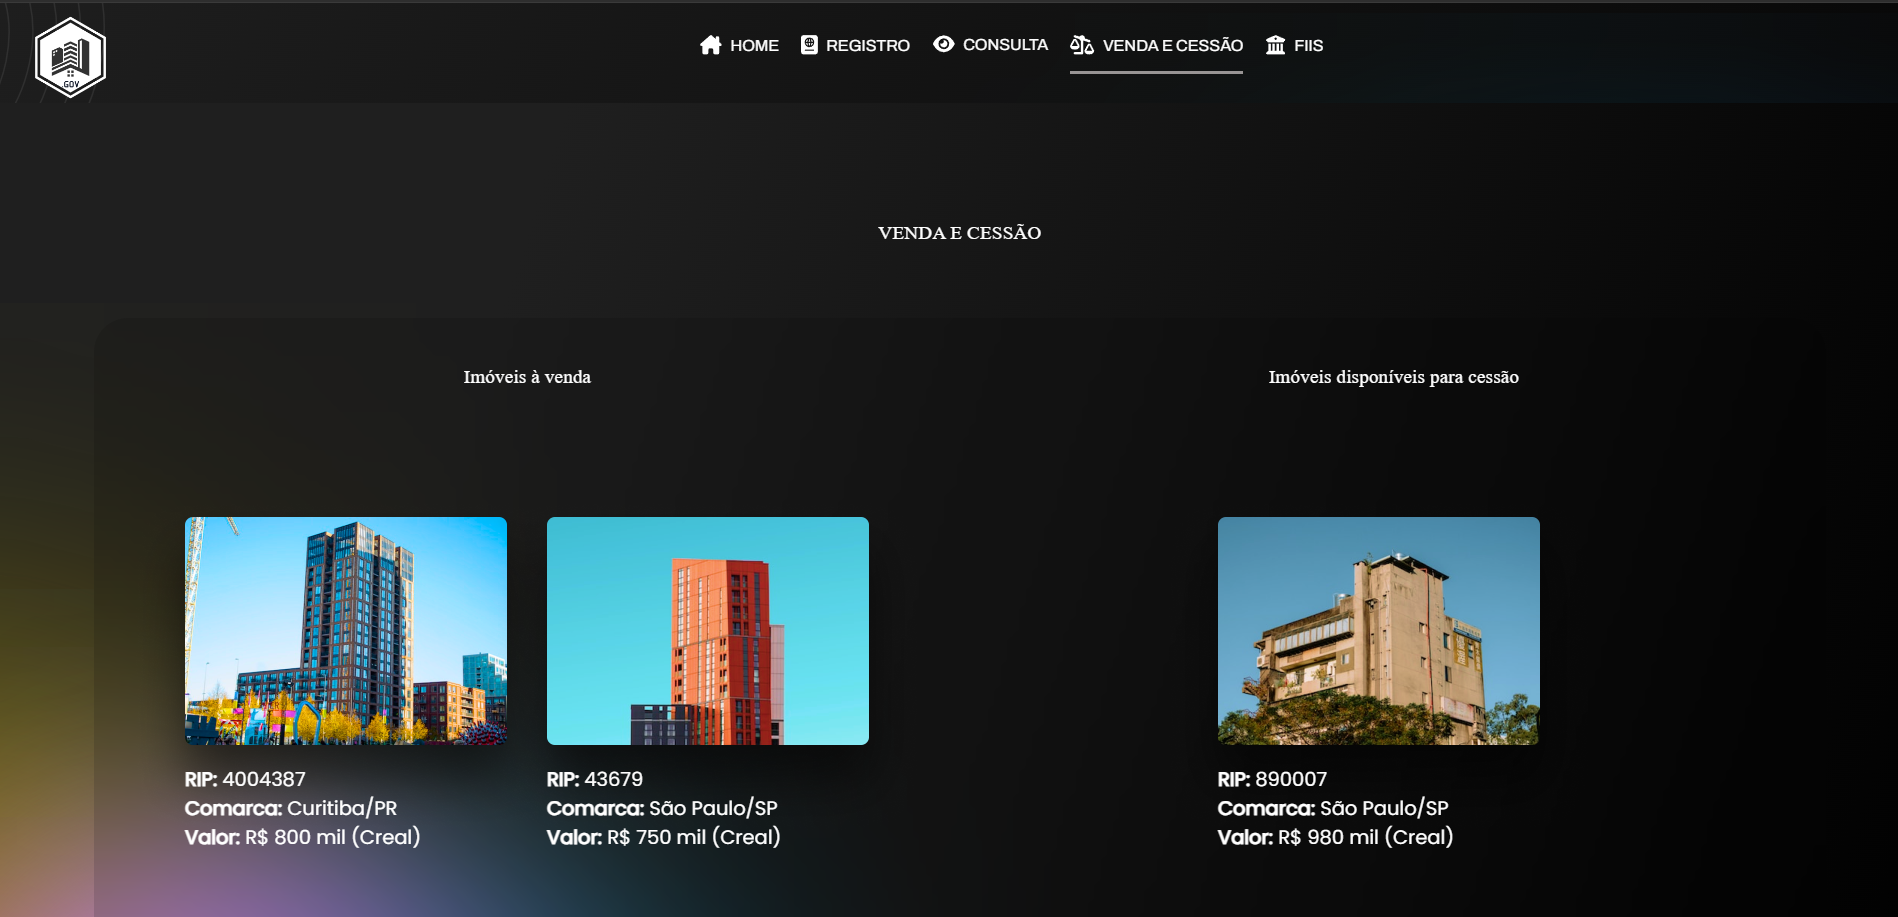 .GOV
HOME
REGISTRO
CONSULTA
VENDA E CESSÃO
FIIS
VENDA E CESSÃO
Imóveis à venda
Imóveis disponíveis para cessão
RIP: 4004387
Comarca: Curitiba/PR
Valor: R$ 800 mil (Creal)
RIP: 43679
Comarca: São Paulo/SP
Valor: R$ 750 mil (Creal)
RIP: 890007
Comarca: São Paulo/SP
Valor: R$ 980 mil (Creal)